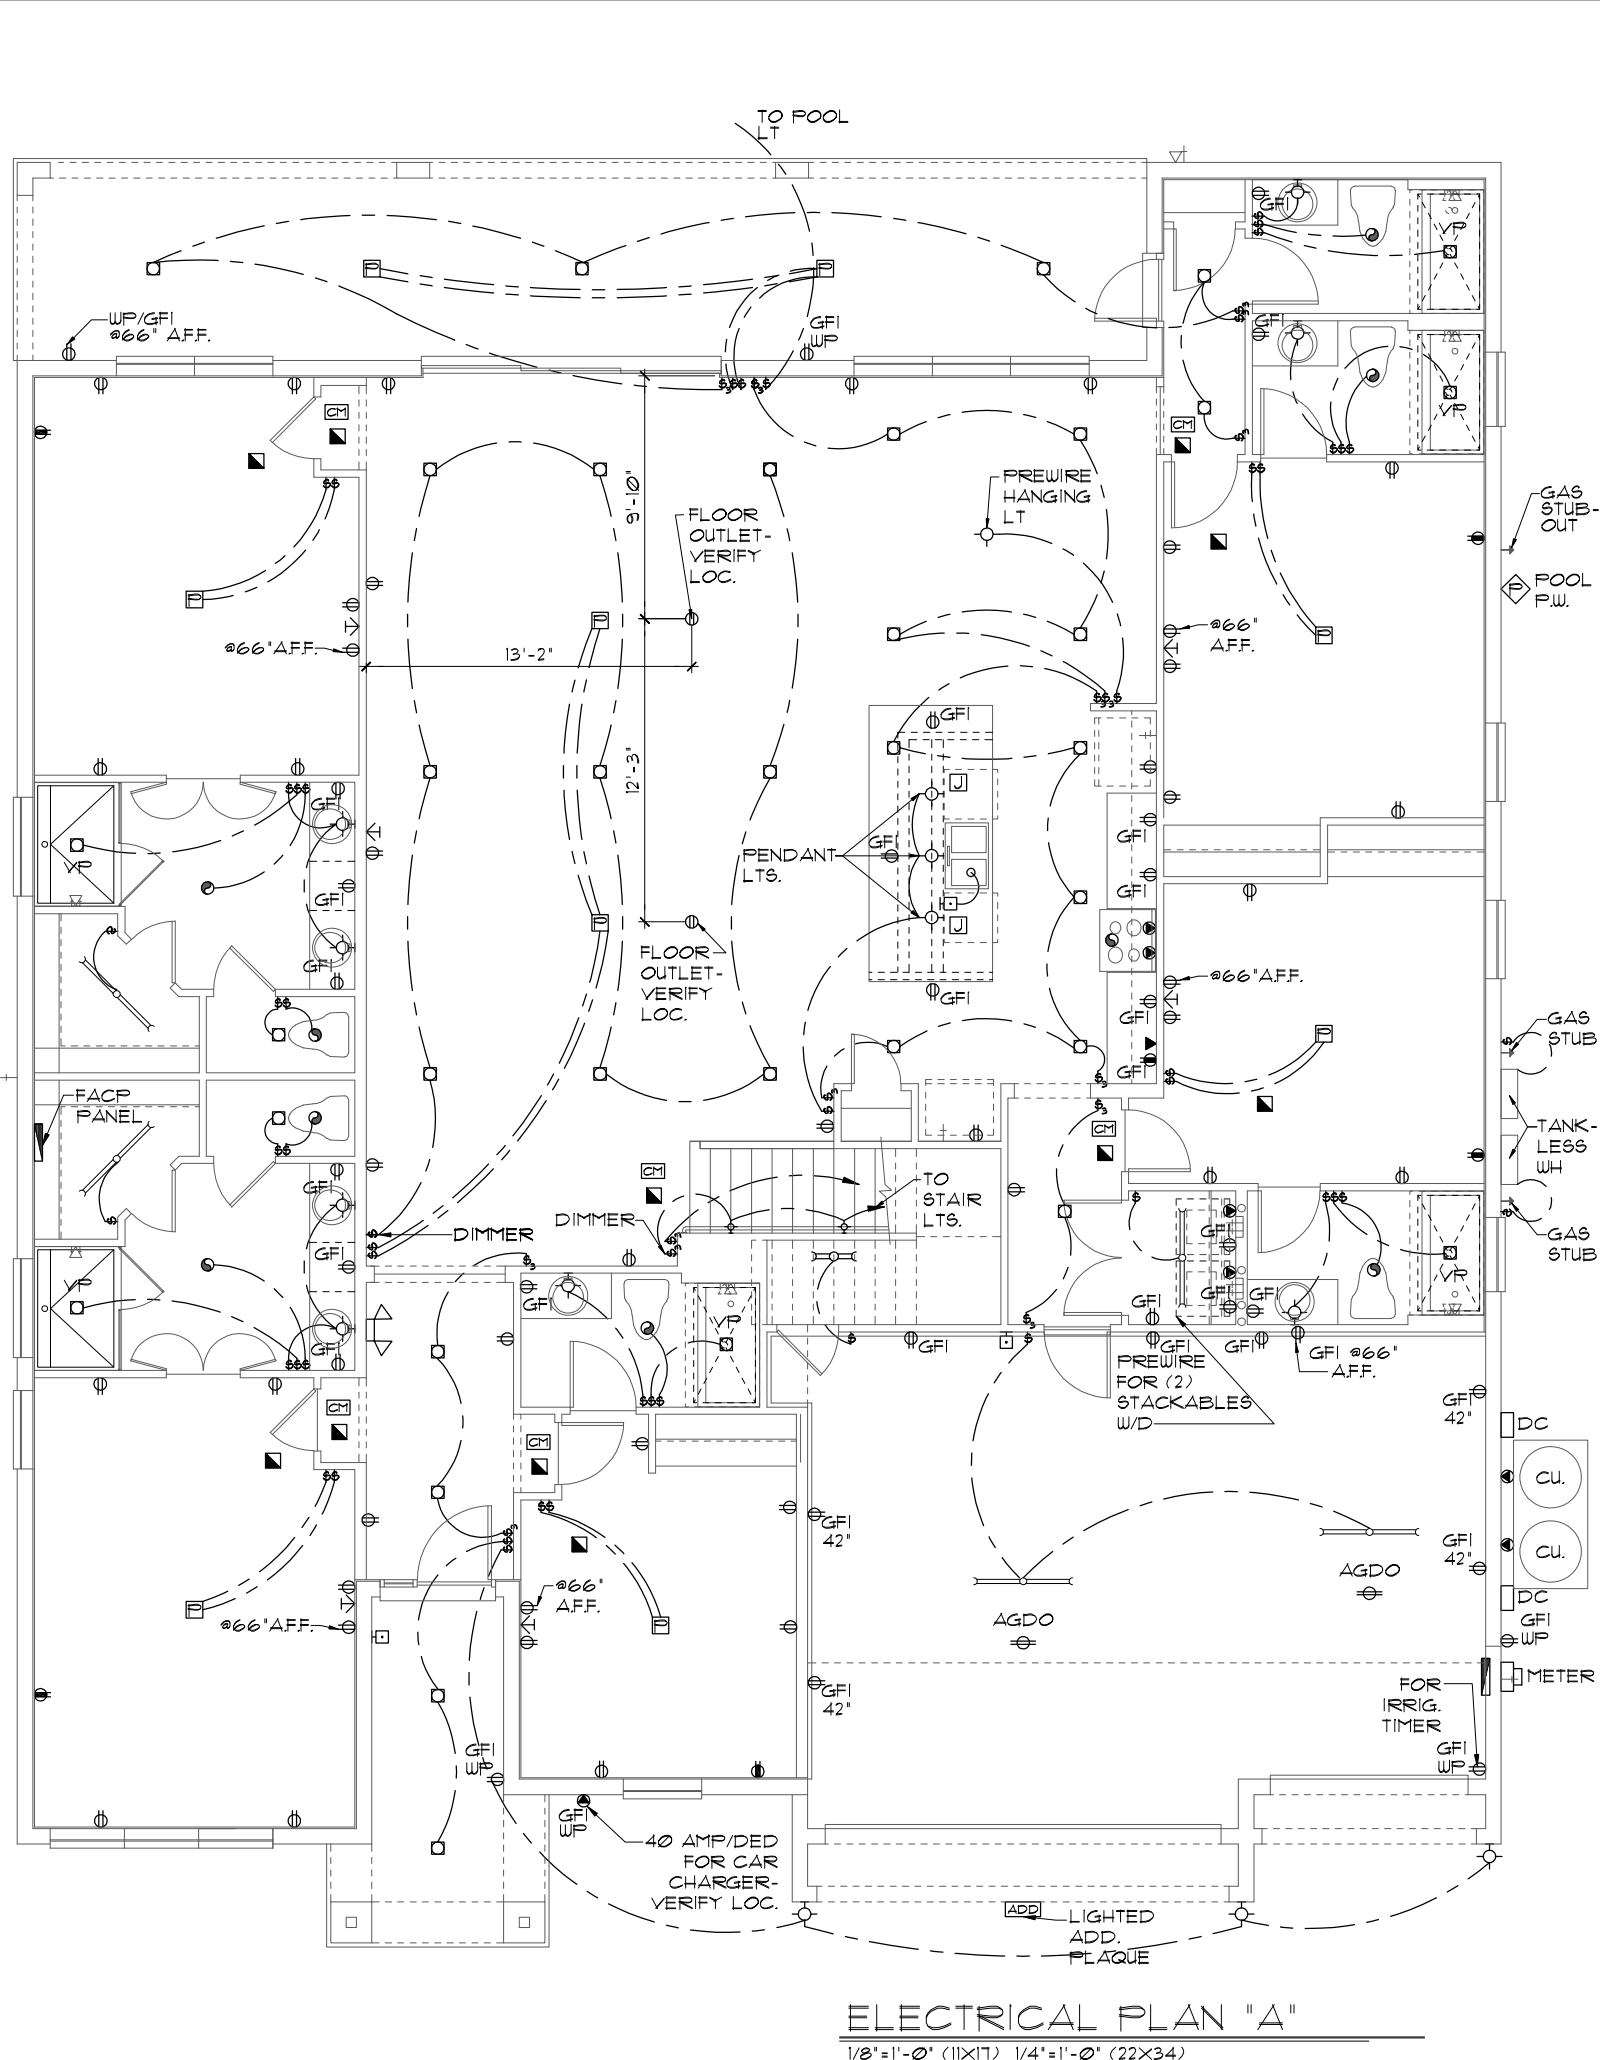 TO POOL
LT
GFI
VP
WP/GFI
@66" A.F.F.
GFI
WP
GFI
VP
CM
CM
PREWIRE
HANGING
LT
9'-10"
FLOOR
OUTLET-
VERIFY
LOC.
GAS
STUB-
OUT
P
POOL
P.W.
@66"
A.F.F.
@66"A.F.F.
13'-2"
GFI
J
12'-3"
GFI
GFI
GFI
PENDANT
LTS.
VP
GFI
GFI
J
FLOOR
OUTLET-
VERIFY
LOC.
GFI
GFI
@66"A.F.F.
GFI
GAS
STUB
GFI
FACP
PANEL
CM
TANK-
LESS
WH
CM
TO
STAIR
LTS.
GFI
DIMMER
DIMMER
GFI
GFI
GAS
STUB
VP
GFI
GFI
GFI
GFI
VP
VP
GFI
GFI
GFI
GFI
GFI @66"
A.F.F.
PREWIRE
FOR (2)
STACKABLES
W/D
GFI
42"
DC
CM
CM
CU.
GFI
42"
GFI
42"
CU.
AGDO
@66"
A.F.F.
DC
@66"A.F.F.
AGDO
GFI
WP
METER
GFI
42"
FOR
IRRIG.
TIMER
GFI
WP
GFI
WP
GFI
WP
40 AMP/DED
FOR CAR
CHARGER-
VERIFY LOC.
ADD
LIGHTED
ADD.
PLAQUE
ELECTRICAL PLAN "A"
1/8"=1'-0" (11X17) 1/4"=1'-0" (22X34)